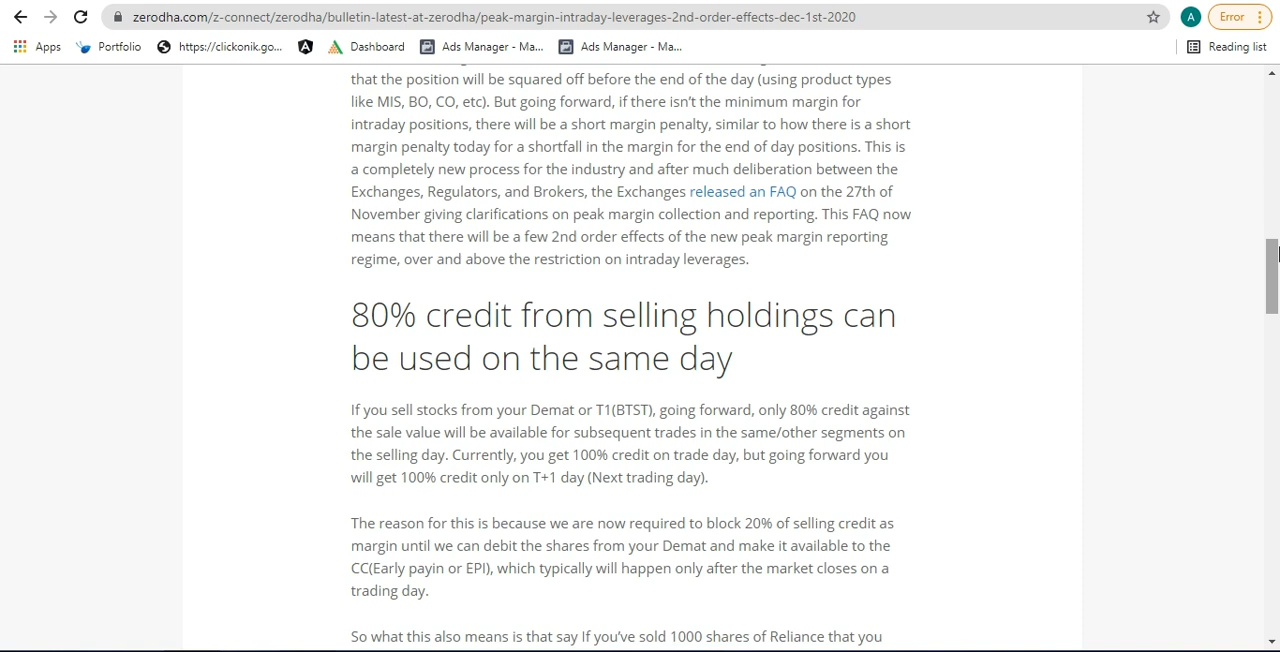 zerodha.com/z-connect/zerodha/bulletin-latest-at-zerodha/peak-margin-intraday-leverages-2nd-order-effects-dec-1st-2020
A
Error
Apps
Portfolio
https://clickonik.go...
Dashboard
Ads Manager - Ma...
Ads Manager - Ma...
Reading list
that the position will be squared off before the end of the day (using product types
like MIS, BO, CO, etc). But going forward, if there isn't the minimum margin for
intraday positions, there will be a short margin penalty, similar to how there is a short
margin penalty today for a shortfall in the margin for the end of day positions. This is
a completely new process for the industry and after much deliberation between the
Exchanges, Regulators, and Brokers, the Exchanges released an FAQ on the 27th of
November giving clarifications on peak margin collection and reporting. This FAQ now
means that there will be a few 2nd order effects of the new peak margin reporting
regime, over and above the restriction on intraday leverages.
80% credit from selling holdings can
be used on the same day
If you sell stocks from your Demat or T1(BTST), going forward, only 80% credit against
the sale value will be available for subsequent trades in the same/other segments on
the selling day. Currently, you get 100% credit on trade day, but going forward you
will get 100% credit only on T+1 day (Next trading day).
The reason for this is because we are now required to block 20% of selling credit as
margin until we can debit the shares from your Demat and make it available to the
CC(Early payin or EPI), which typically will happen only after the market closes on a
trading day.
So what this also means is that say If you've sold 1000 shares of Reliance that you